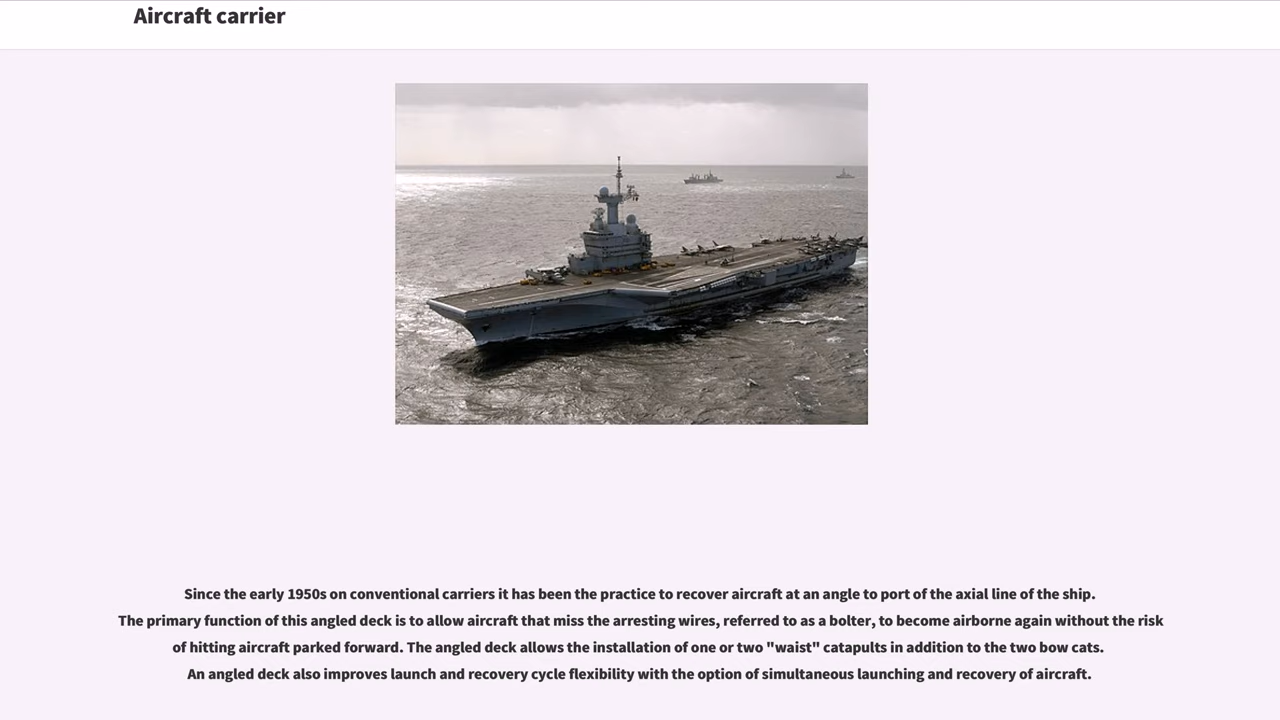 Aircraft carrier
Since the early 1950s on conventional carriers it has been the practice to recover aircraft at an angle to port of the axial line of the ship.
The primary function of this angled deck is to allow aircraft that miss the arresting wires, referred to as a bolter, to become airborne again without the risk
of hitting aircraft parked forward. The angled deck allows the installation of one or two "waist" catapults in addition to the two bow cats.
An angled deck also improves launch and recovery cycle flexibility with the option of simultaneous launching and recovery of aircraft.